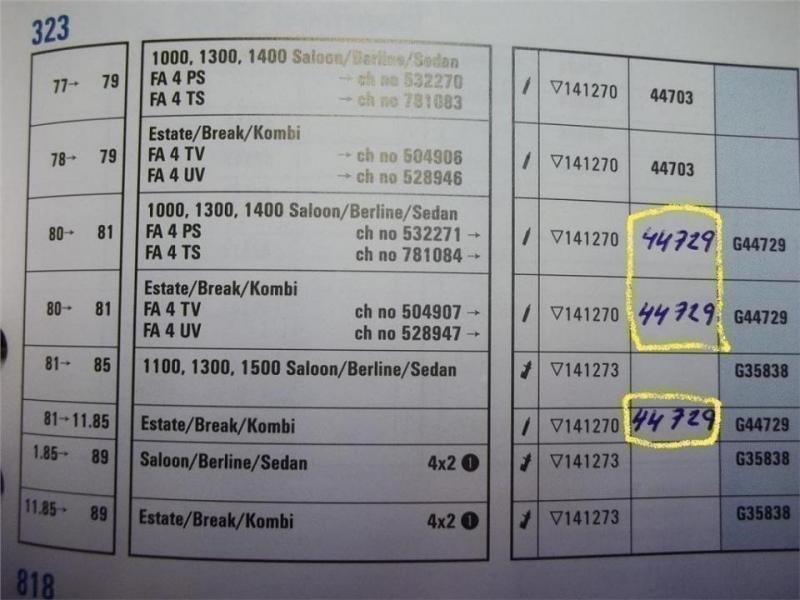 323
77→ 79
1000, 1300, 1400 Saloon/Berline/Sedan
FA 4 PS → ch no 532270
FA 4 TS → ch no 781083
▽141270 44703
78→ 79
Estate/Break/Kombi
FA 4 TV → ch no 504906
FA 4 UV → ch no 528946
▽141270 44703
80→ 81
1000, 1300, 1400 Saloon/Berline/Sedan
FA 4 PS ch no 532271 →
FA 4 TS ch no 781084 →
▽141270 44729 G44729
80→ 81
Estate/Break/Kombi
FA 4 TV ch no 504907 →
FA 4 UV ch no 528947 →
▽141270 44729 G44729
81→ 85 1100, 1300, 1500 Saloon/Berline/Sedan ▽141273 G35838
81→11.85 Estate/Break/Kombi ▽141270 44729 G44729
1.85→ 89 Saloon/Berline/Sedan 4x2 ❶ ▽141273 G35838
11.85→ 89 Estate/Break/Kombi 4x2 ❶ ▽141273 G35838
818